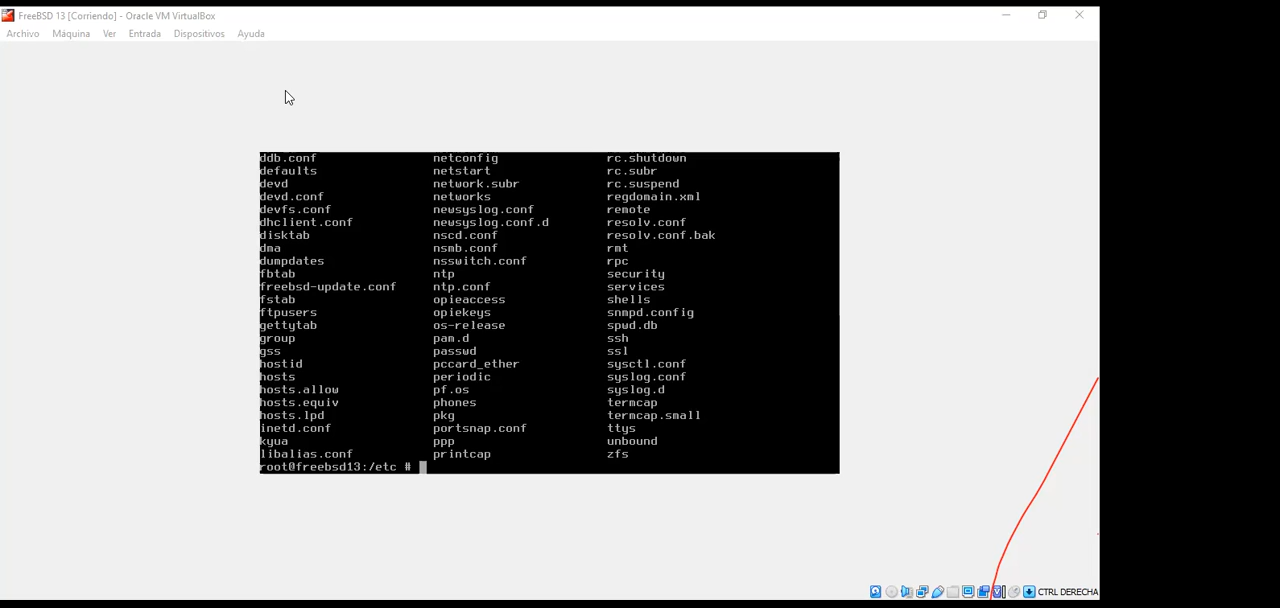 FreeBSD 13 [Corriendo] - Oracle VM VirtualBox
Archivo Máquina Ver Entrada Dispositivos Ayuda
ddb.conf netconfig rc.shutdown
defaults netstart rc.subr
devd network.subr rc.suspend
devd.conf networks regdomain.xml
devfs.conf newsyslog.conf remote
dhclient.conf newsyslog.conf.d resolv.conf
disktab nscd.conf resolv.conf.bak
dma nsmb.conf rmt
dumpdates nsswitch.conf rpc
fbtab ntp security
freebsd-update.conf ntp.conf services
fstab opieaccess shells
ftpusers opiekeys snmpd.config
gettytab os-release spwd.db
group pam.d ssh
gss passwd ssl
hostid pccard_ether sysctl.conf
hosts periodic syslog.conf
hosts.allow pf.os syslog.d
hosts.equiv phones termcap
hosts.lpd pkg termcap.small
inetd.conf portsnap.conf ttys
kyua ppp unbound
libalias.conf printcap zfs
root@freebsd13:/etc #
CTRL DERECHA